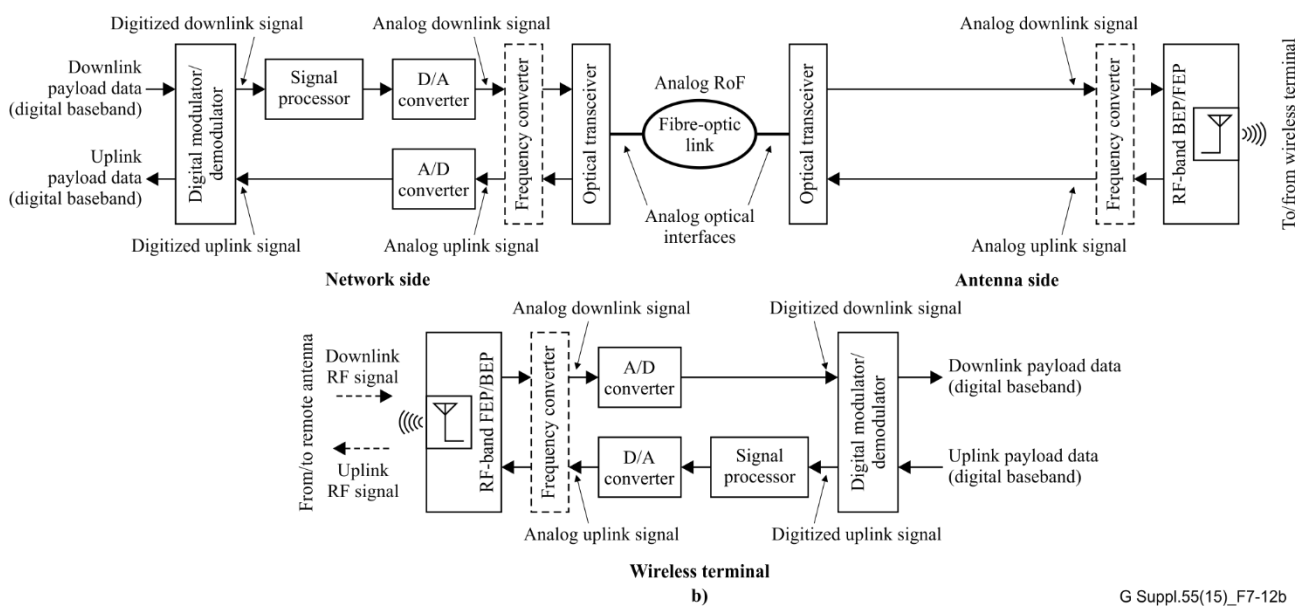 Digitized downlink signal
Analog downlink signal
Analog downlink signal
Downlink
payload data
(digital baseband)
Uplink
payload data
(digital baseband)
Digital modulator/
demodulator
Signal
processor
D/A
converter
A/D
converter
Frequency converter
Optical transceiver
Analog RoF
Fibre-optic
link
Optical transceiver
Frequency converter
RF-band BEP/FEP
To/from wireless terminal
Digitized uplink signal
Analog uplink signal
Analog optical
interfaces
Analog uplink signal
Network side
Antenna side
Analog downlink signal
Digitized downlink signal
From/to remote antenna
Downlink
RF signal
Uplink
RF signal
RF-band FEP/BEP
Frequency converter
A/D
converter
D/A
converter
Signal
processor
Digital modulator/
demodulator
Downlink payload data
(digital baseband)
Uplink payload data
(digital baseband)
Analog uplink signal
Digitized uplink signal
Wireless terminal
b)
G Suppl.55(15)_F7-12b